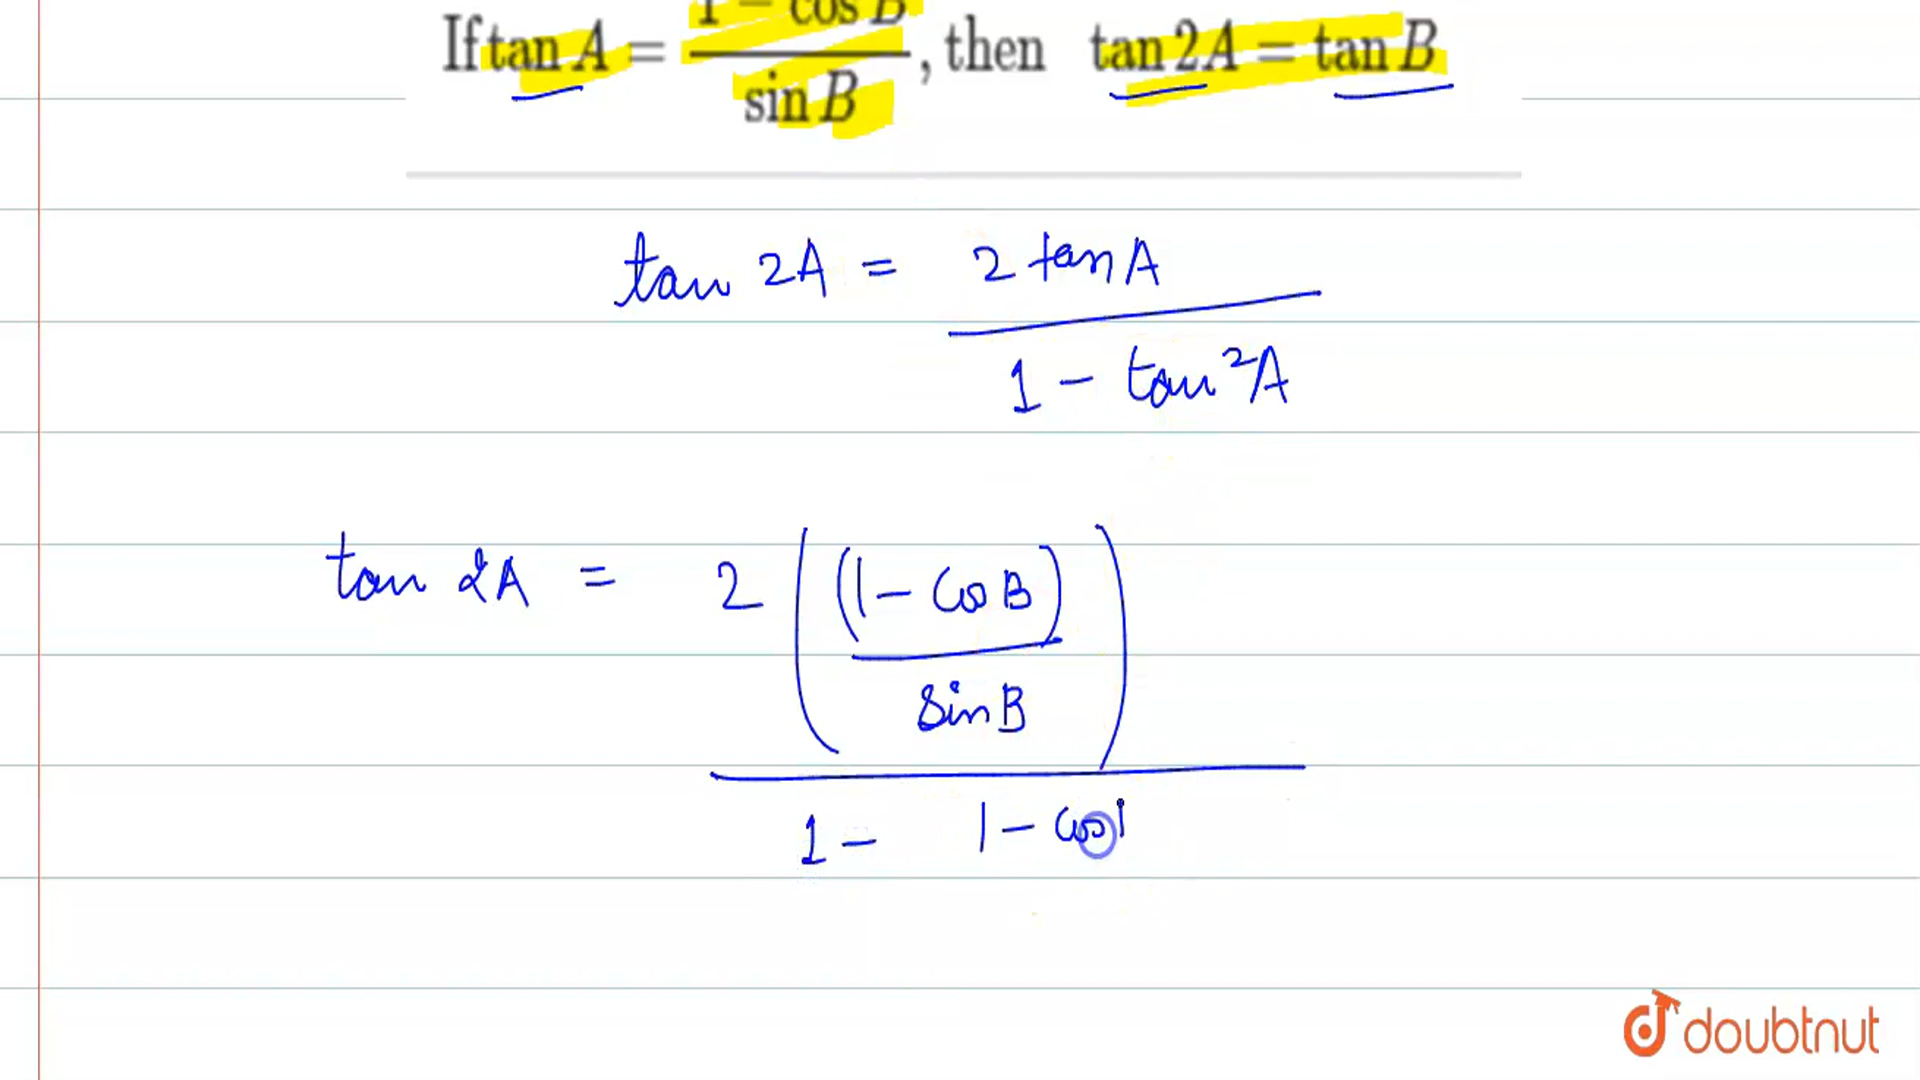 If tan A = 1 − cos B / sin B, then tan 2A = tan B
tan 2A = 2 tan A
1 − tan²A
tan 2A = 2 ( (1 − cos B)
sin B )
1 − 1 − cos
doubtnut